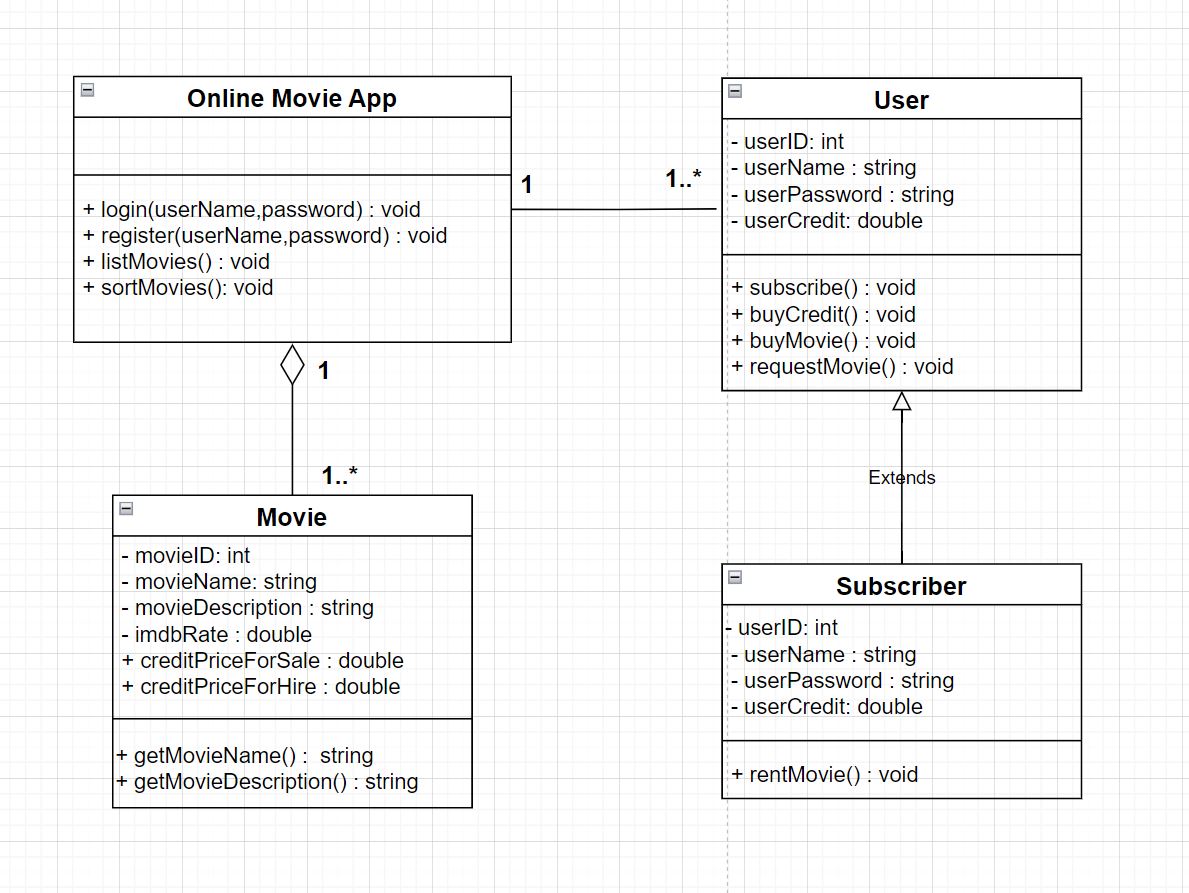 Online Movie App
+ login(userName,password) : void
+ register(userName,password) : void
+ listMovies() : void
+ sortMovies(): void
1
1..*
User
- userID: int
- userName : string
- userPassword : string
- userCredit: double
+ subscribe() : void
+ buyCredit() : void
+ buyMovie() : void
+ requestMovie() : void
1
1..*
Extends
Movie
- movieID: int
- movieName: string
- movieDescription : string
- imdbRate : double
+ creditPriceForSale : double
+ creditPriceForHire : double
+ getMovieName() :  string
+ getMovieDescription() : string
Subscriber
- userID: int
- userName : string
- userPassword : string
- userCredit: double
+ rentMovie() : void